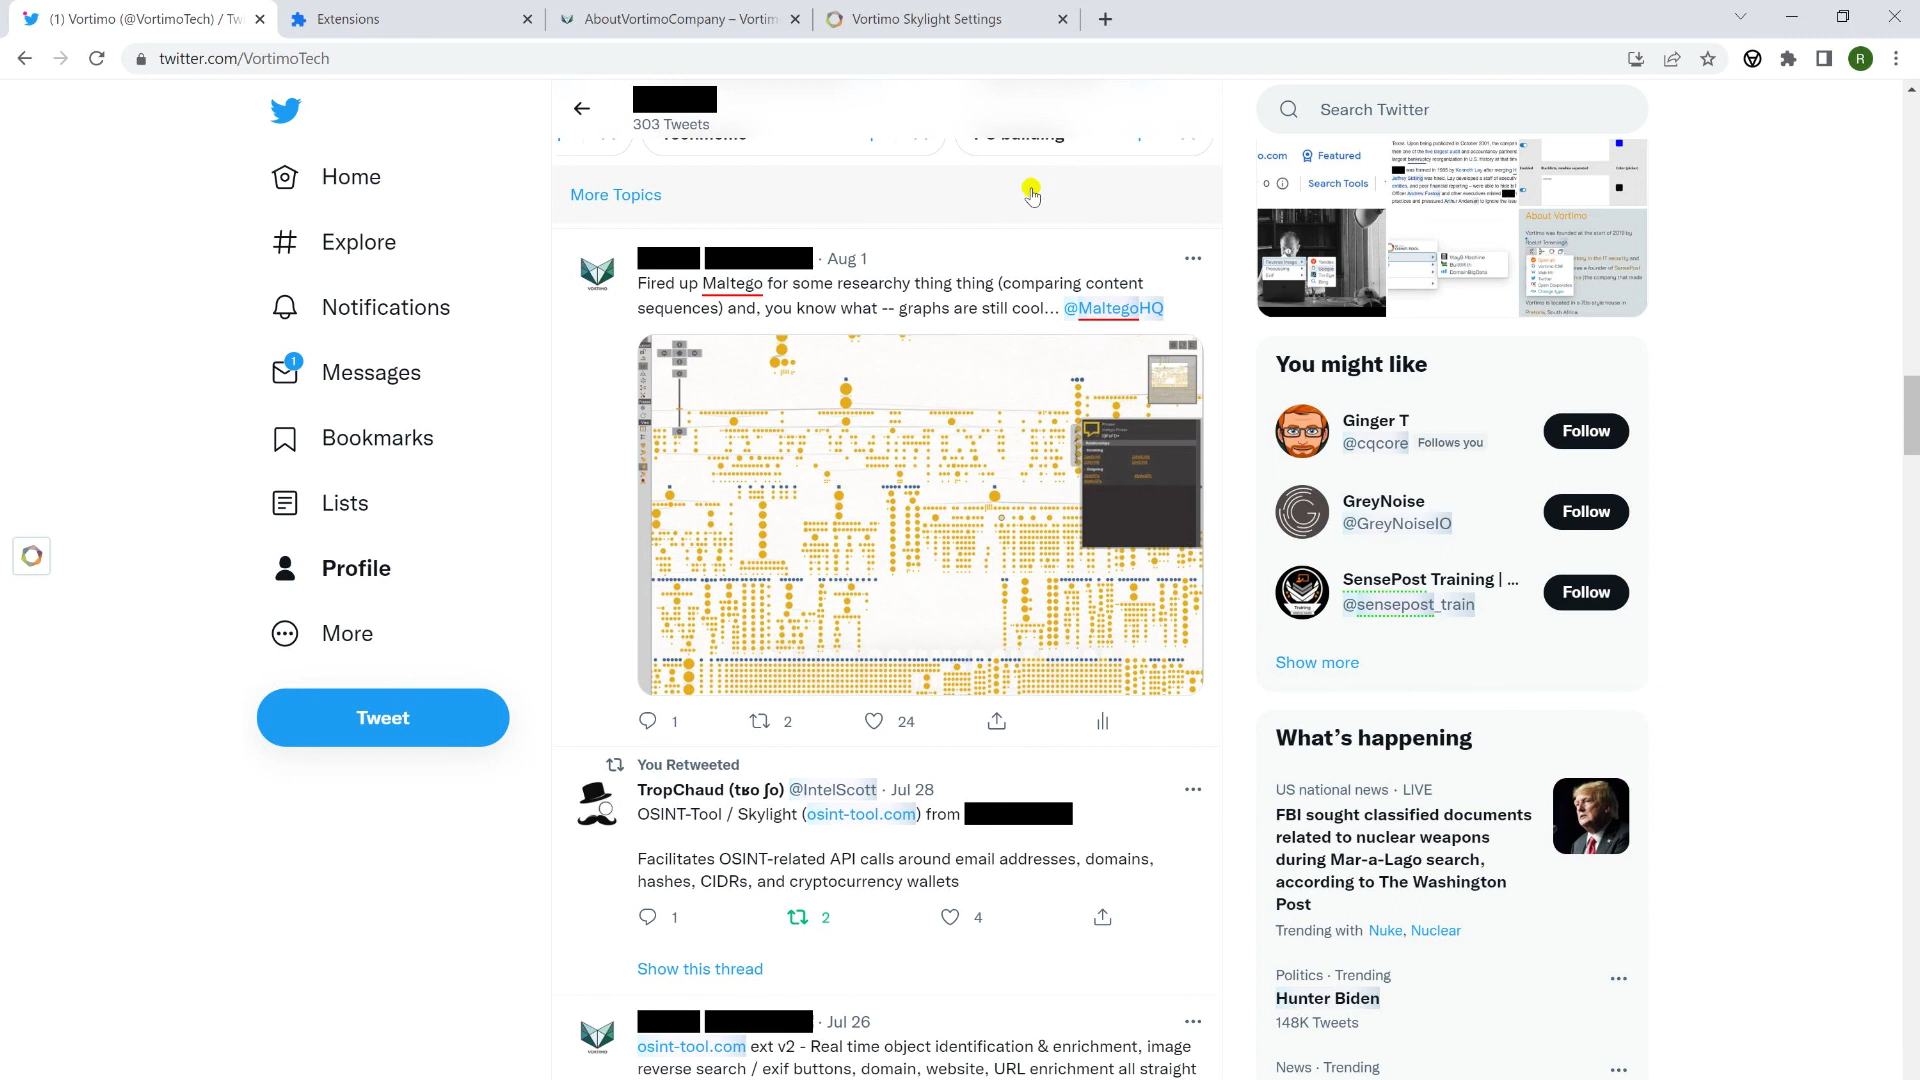 (1) Vortimo (@VortimoTech) / Tw
Extensions
AboutVortimoCompany – Vortim
Vortimo Skylight Settings
twitter.com/VortimoTech
R
Home
Explore
Notifications
1
Messages
Bookmarks
Lists
Profile
More
Tweet
303 Tweets
More Topics
· Aug 1
Fired up Maltego for some researchy thing thing (comparing content
sequences) and, you know what -- graphs are still cool... @MaltegoHQ
1 2 24
You Retweeted
TropChaud (tʁo ʃo) @IntelScott · Jul 28
OSINT-Tool / Skylight (osint-tool.com) from
Facilitates OSINT-related API calls around email addresses, domains,
hashes, CIDRs, and cryptocurrency wallets
1 2 4
Show this thread
VORTIMO
· Jul 26
osint-tool.com ext v2 - Real time object identification & enrichment, image
reverse search / exif buttons, domain, website, URL enrichment all straight
Search Twitter
o.com Featured
0 Search Tools
About Vortimo
You might like
Ginger T
@cqcore Follows you
Follow
GreyNoise
@GreyNoiseIO
Follow
SensePost Training | ...
@sensepost_train
Follow
Show more
What's happening
US national news · LIVE
FBI sought classified documents
related to nuclear weapons
during Mar-a-Lago search,
according to The Washington
Post
Trending with Nuke, Nuclear
Politics · Trending
Hunter Biden
148K Tweets
News · Trending